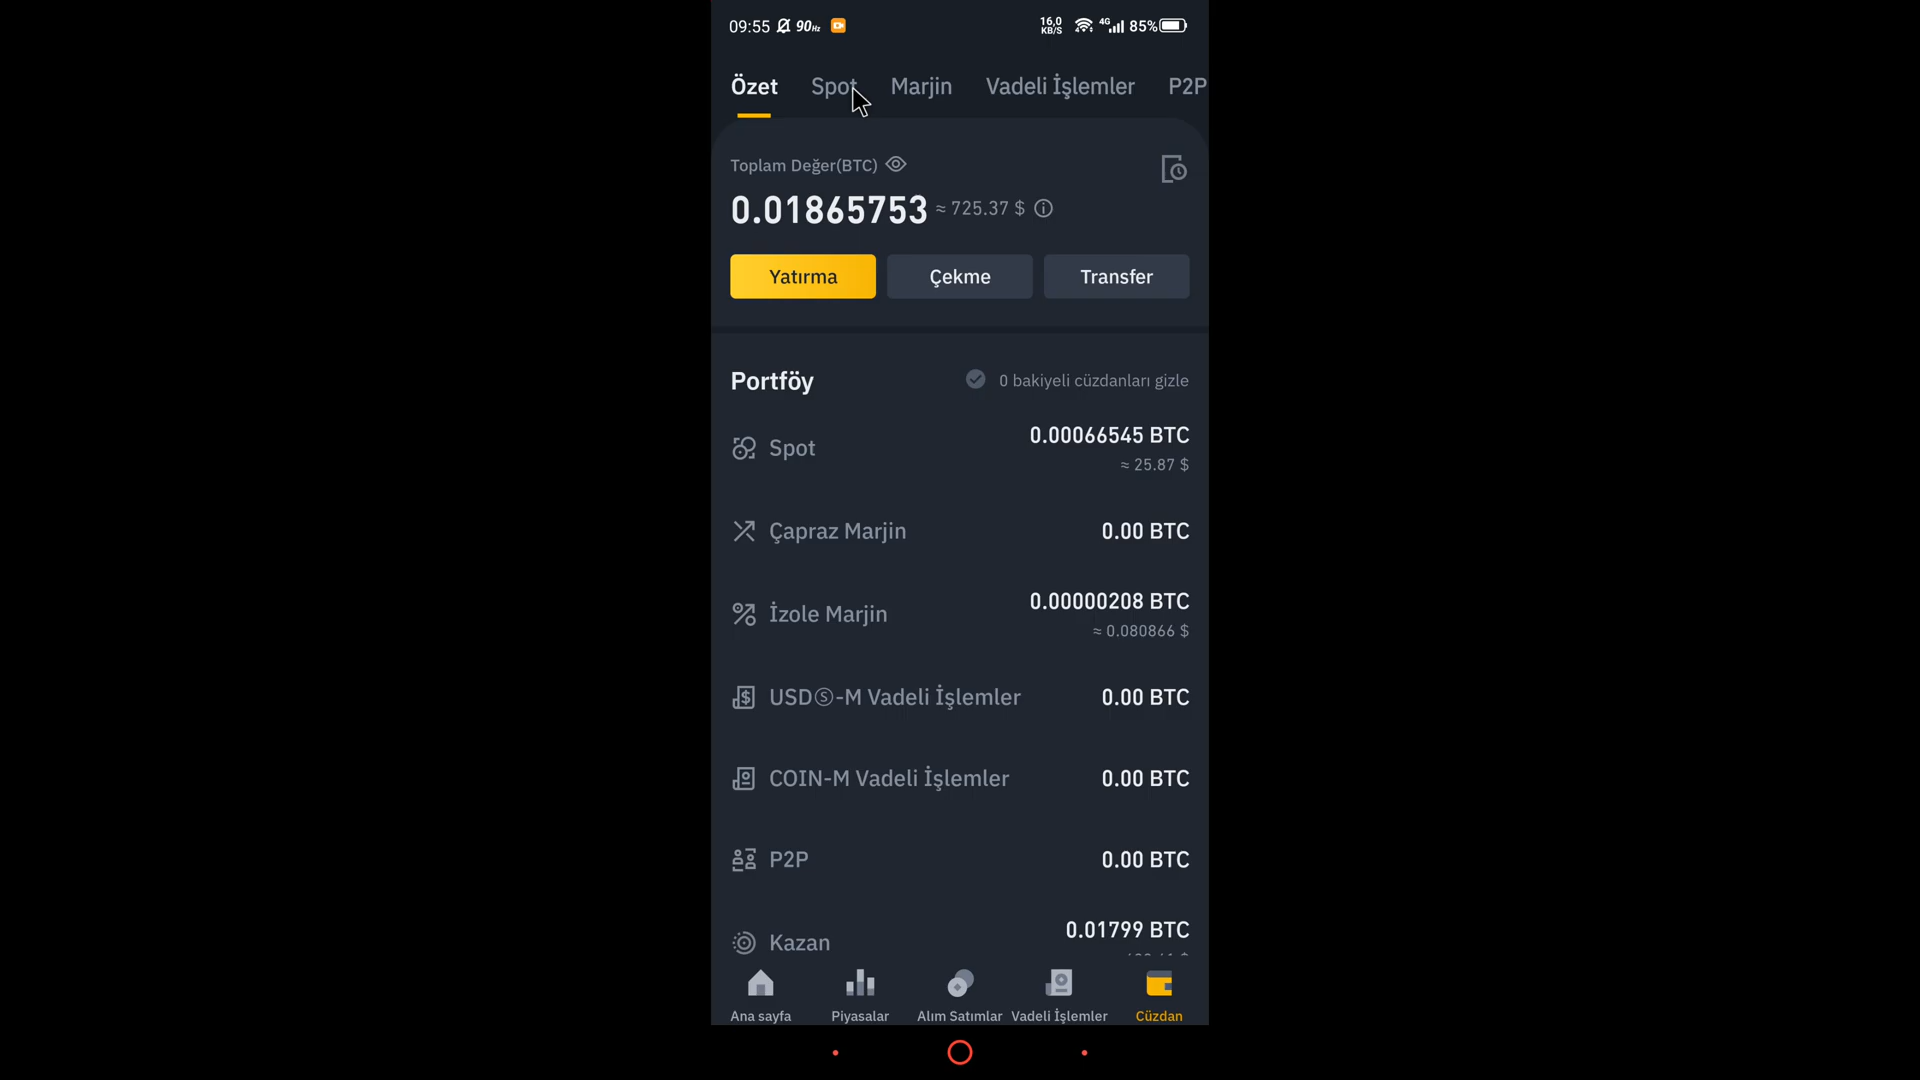 09:55 90Hz 16,0 KB/S 4G 85%
Özet Spot Marjin Vadeli İşlemler P2P
Toplam Değer(BTC)
0.01865753 ≈ 725.37 $
Yatırma Çekme Transfer
Portföy 0 bakiyeli cüzdanları gizle
Spot 0.00066545 BTC
≈ 25.87 $
Çapraz Marjin 0.00 BTC
İzole Marjin 0.00000208 BTC
≈ 0.080866 $
USDⓈ-M Vadeli İşlemler 0.00 BTC
COIN-M Vadeli İşlemler 0.00 BTC
P2P 0.00 BTC
Kazan 0.01799 BTC
Ana sayfa Piyasalar Alım Satımlar Vadeli İşlemler Cüzdan